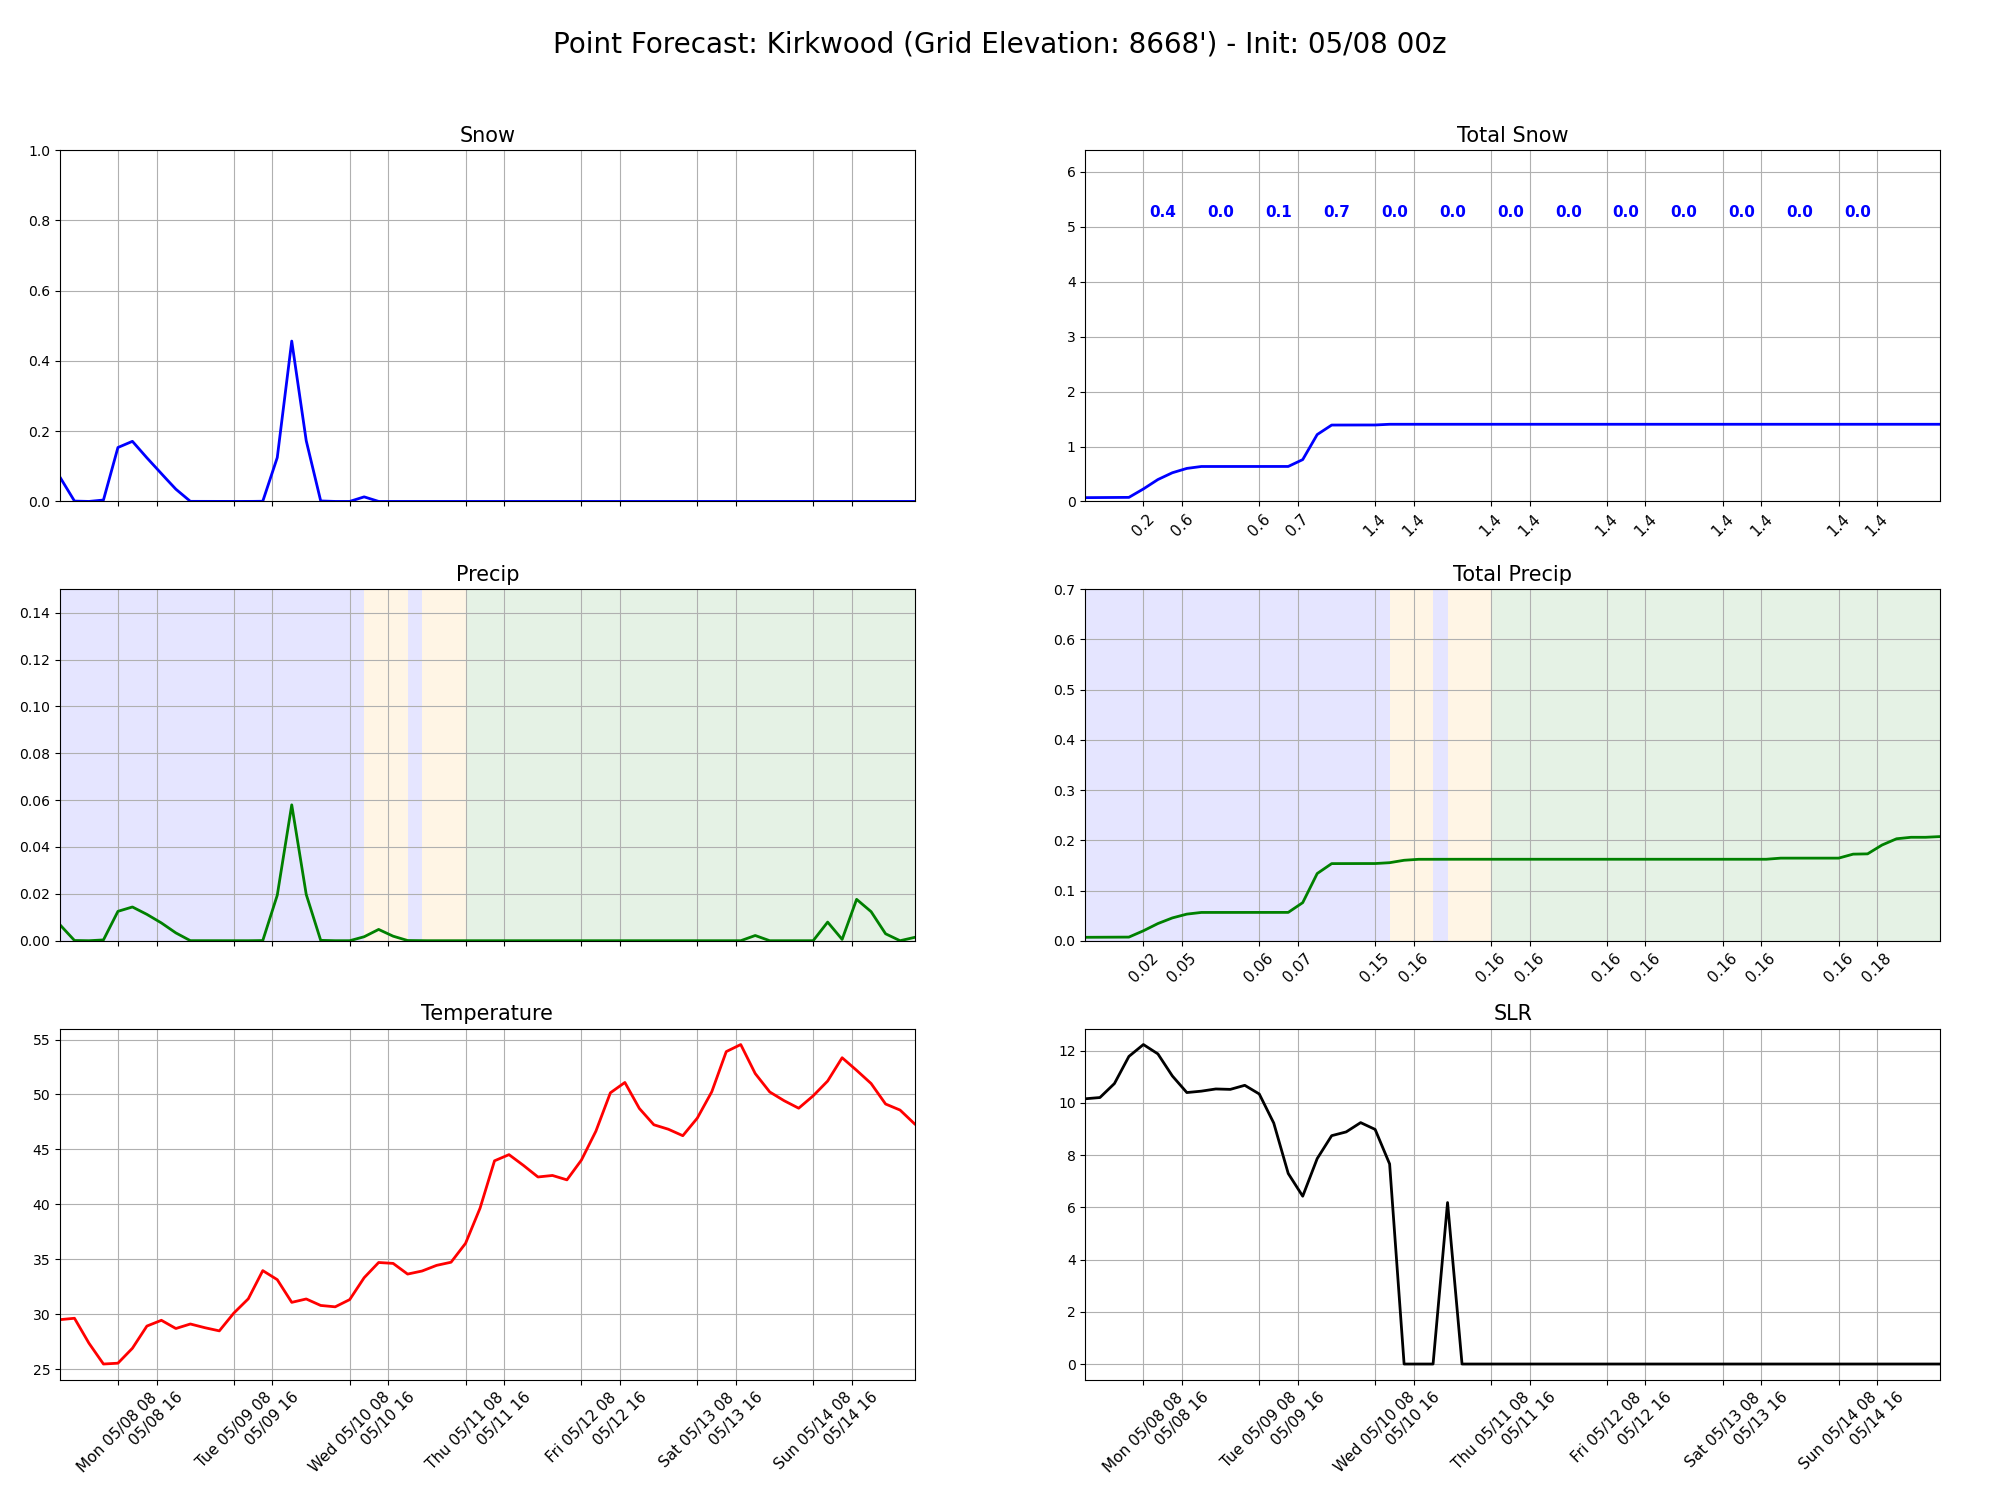 Point Forecast: Kirkwood (Grid Elevation: 8668') - Init: 05/08 00z
Snow
1.0
0.8
0.6
0.4
0.2
0.0
Total Snow
6
5
4
3
2
1
0
0.4 0.0 0.1 0.7 0.0 0.0 0.0 0.0 0.0 0.0 0.0 0.0 0.0
0.2 0.6 0.6 0.7 1.4 1.4 1.4 1.4 1.4 1.4 1.4 1.4 1.4 1.4
Precip
0.14
0.12
0.10
0.08
0.06
0.04
0.02
0.00
Total Precip
0.7
0.6
0.5
0.4
0.3
0.2
0.1
0.0
0.02 0.05 0.06 0.07 0.15 0.16 0.16 0.16 0.16 0.16 0.16 0.16 0.16 0.18
Temperature
55
50
45
40
35
30
25
Mon 05/08 08
05/08 16
Tue 05/09 08
05/09 16
Wed 05/10 08
05/10 16
Thu 05/11 08
05/11 16
Fri 05/12 08
05/12 16
Sat 05/13 08
05/13 16
Sun 05/14 08
05/14 16
SLR
12
10
8
6
4
2
0
Mon 05/08 08
05/08 16
Tue 05/09 08
05/09 16
Wed 05/10 08
05/10 16
Thu 05/11 08
05/11 16
Fri 05/12 08
05/12 16
Sat 05/13 08
05/13 16
Sun 05/14 08
05/14 16